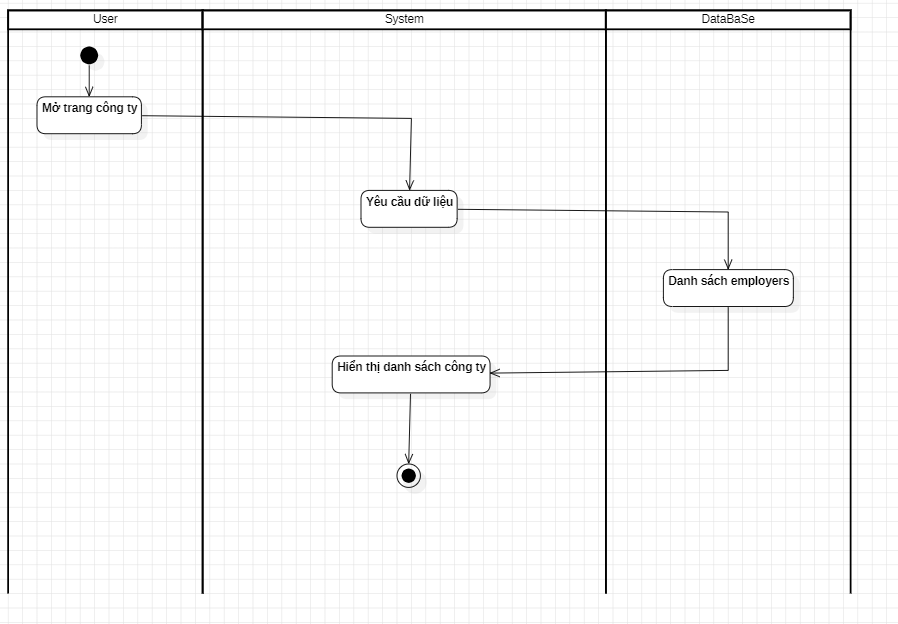 User
System
DataBaSe
Mở trang công ty
Yêu cầu dữ liệu
Danh sách employers
Hiển thị danh sách công ty